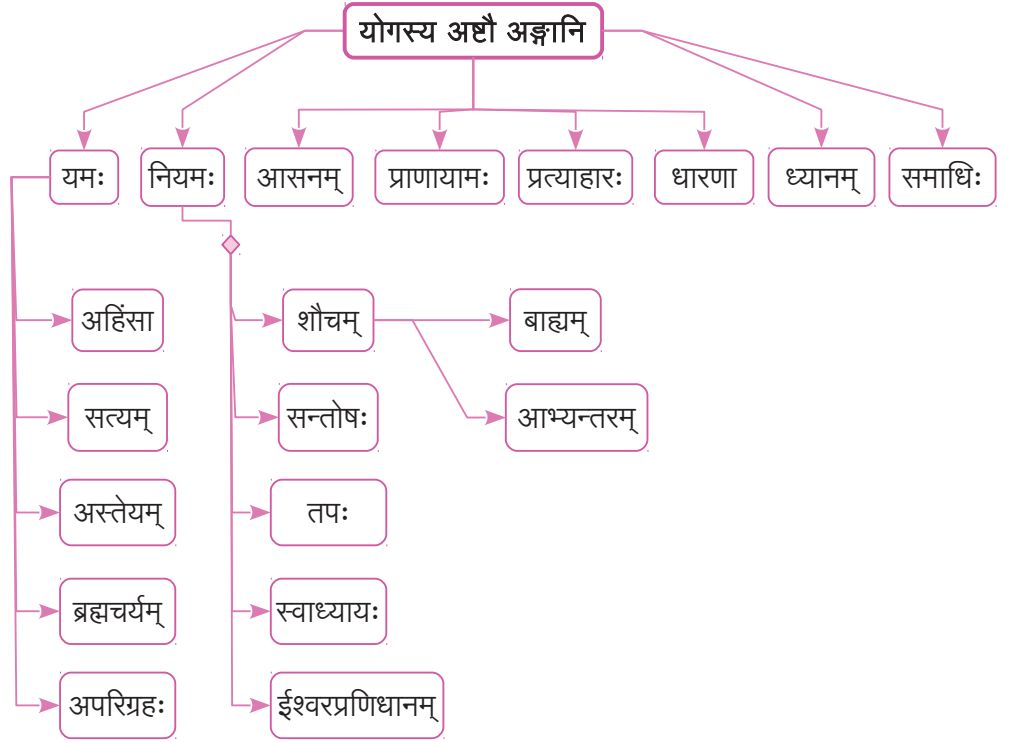 योगस्य अष्टौ अङ्गानि
यमः
नियमः
आसनम्
प्राणायामः
प्रत्याहारः
धारणा
ध्यानम्
समाधिः
अहिंसा
शौचम्
बाह्यम्
सत्यम्
सन्तोषः
आभ्यन्तरम्
अस्तेयम्
तपः
ब्रह्मचर्यम्
स्वाध्यायः
अपरिग्रहः
ईश्वरप्रणिधानम्